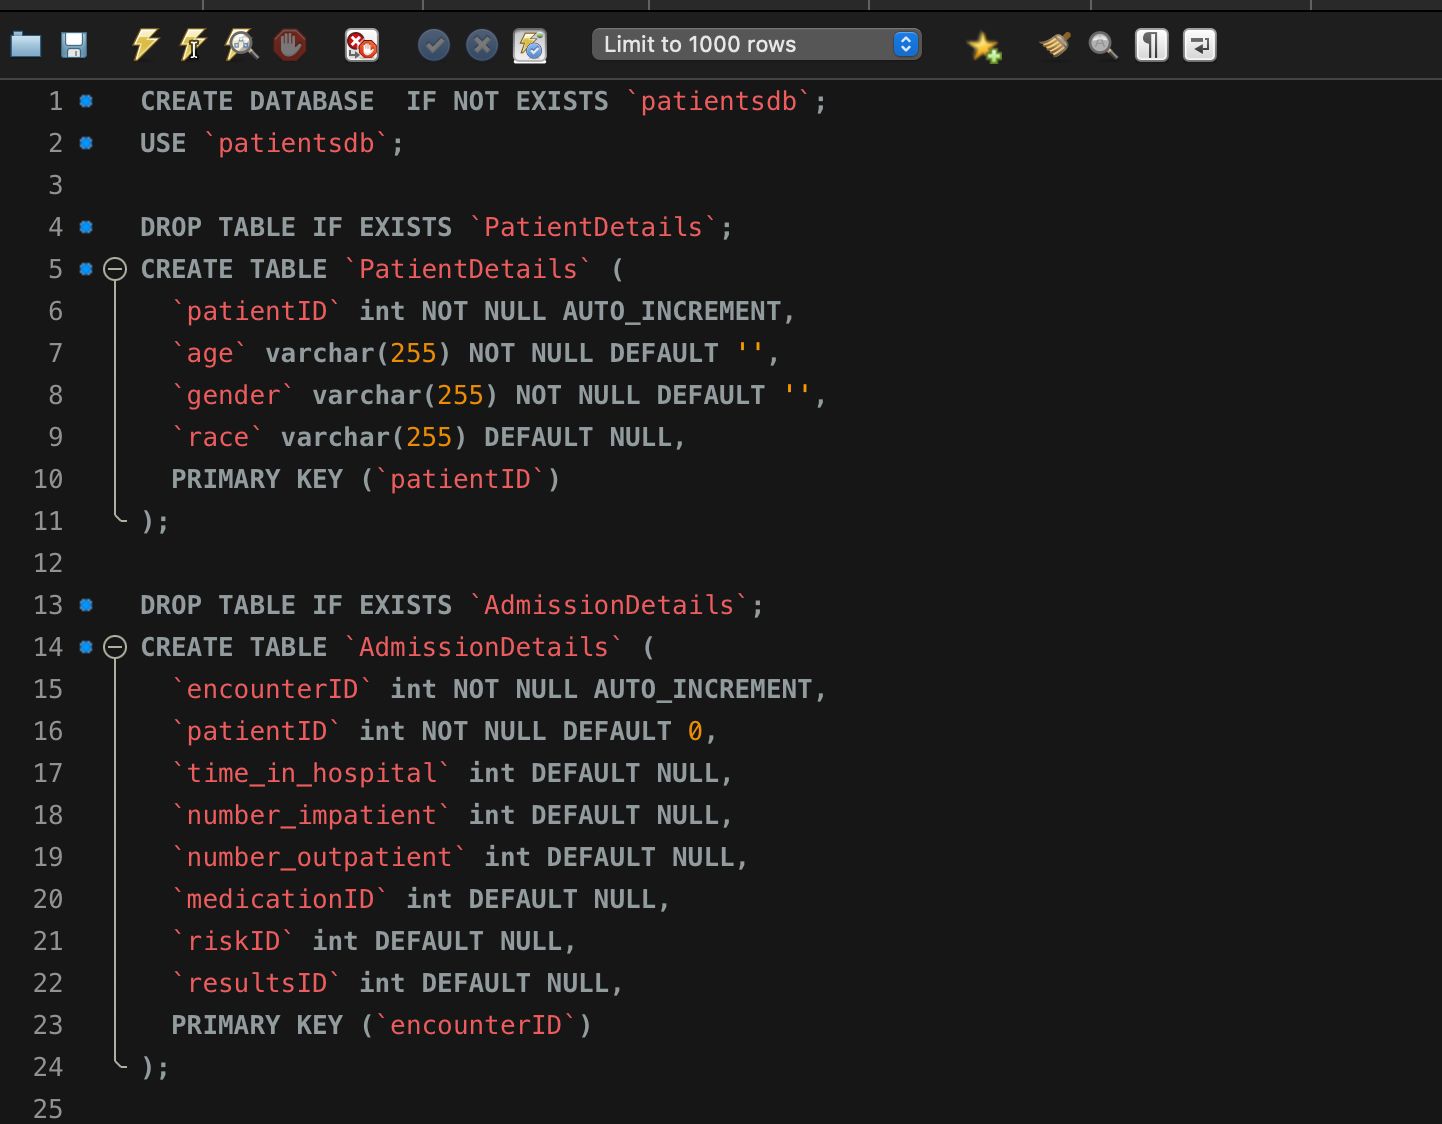 Limit to 1000 rows
1 CREATE DATABASE  IF NOT EXISTS `patientsdb`;
2 USE `patientsdb`;
3
4 DROP TABLE IF EXISTS `PatientDetails`;
5 CREATE TABLE `PatientDetails` (
6   `patientID` int NOT NULL AUTO_INCREMENT,
7   `age` varchar(255) NOT NULL DEFAULT '',
8   `gender` varchar(255) NOT NULL DEFAULT '',
9   `race` varchar(255) DEFAULT NULL,
10   PRIMARY KEY (`patientID`)
11 );
12
13 DROP TABLE IF EXISTS `AdmissionDetails`;
14 CREATE TABLE `AdmissionDetails` (
15   `encounterID` int NOT NULL AUTO_INCREMENT,
16   `patientID` int NOT NULL DEFAULT 0,
17   `time_in_hospital` int DEFAULT NULL,
18   `number_impatient` int DEFAULT NULL,
19   `number_outpatient` int DEFAULT NULL,
20   `medicationID` int DEFAULT NULL,
21   `riskID` int DEFAULT NULL,
22   `resultsID` int DEFAULT NULL,
23   PRIMARY KEY (`encounterID`)
24 );
25